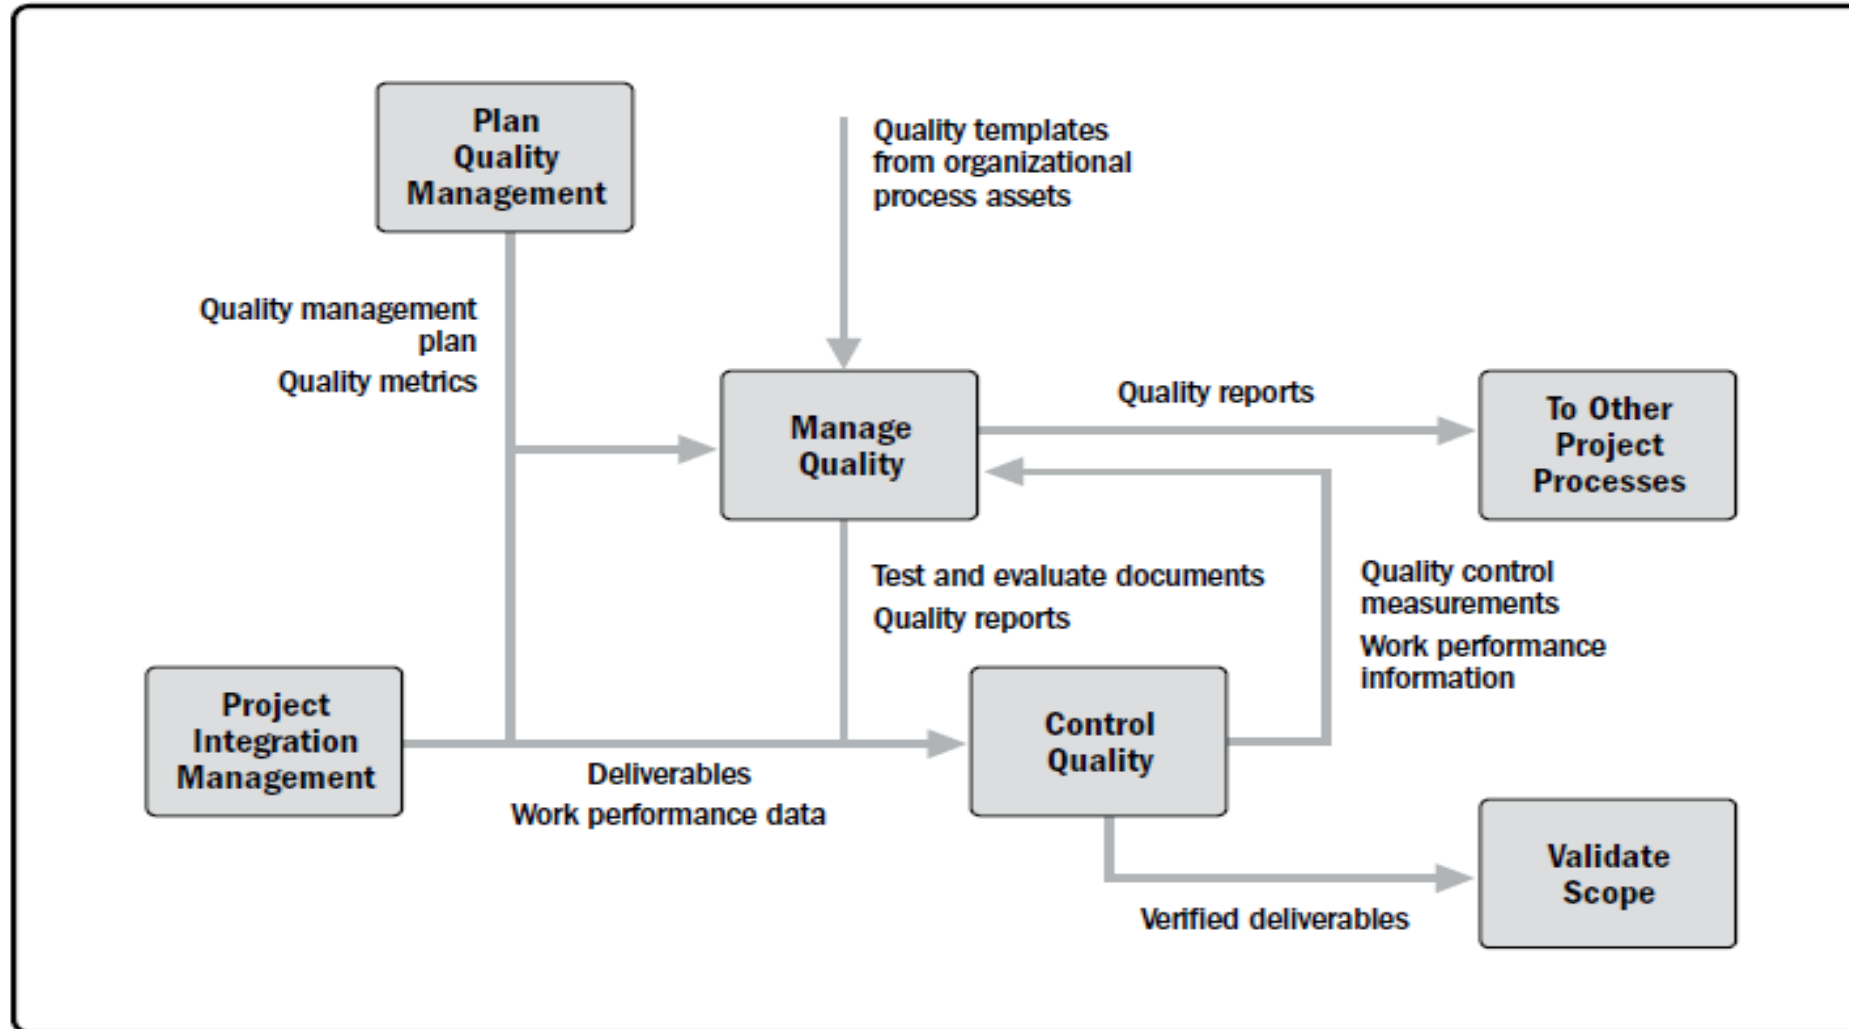 Plan
Quality
Management
Quality templates
from organizational
process assets
Quality management
plan
Quality metrics
Manage
Quality
Quality reports
To Other
Project
Processes
Test and evaluate documents
Quality reports
Quality control
measurements
Work performance
information
Project
Integration
Management
Deliverables
Work performance data
Control
Quality
Verified deliverables
Validate
Scope